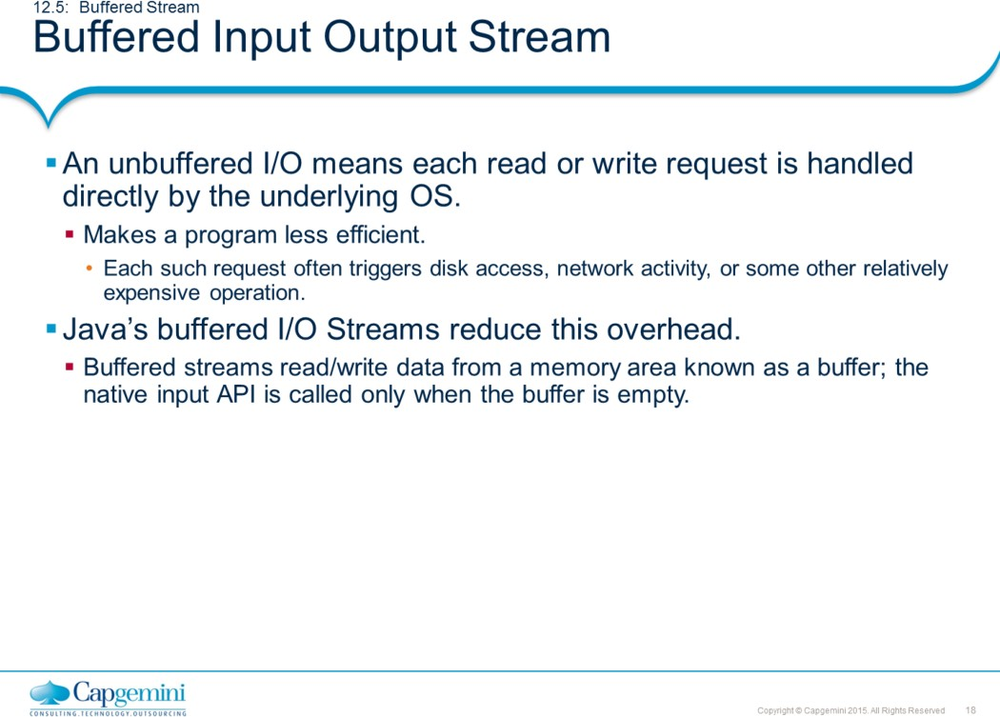 12.5: Buffered Stream
Buffered Input Output Stream
▪ An unbuffered I/O means each read or write request is handled
directly by the underlying OS.
▪ Makes a program less efficient.
• Each such request often triggers disk access, network activity, or some other relatively
expensive operation.
▪ Java’s buffered I/O Streams reduce this overhead.
▪ Buffered streams read/write data from a memory area known as a buffer; the
native input API is called only when the buffer is empty.
Capgemini
CONSULTING.TECHNOLOGY.OUTSOURCING
Copyright © Capgemini 2015. All Rights Reserved 18